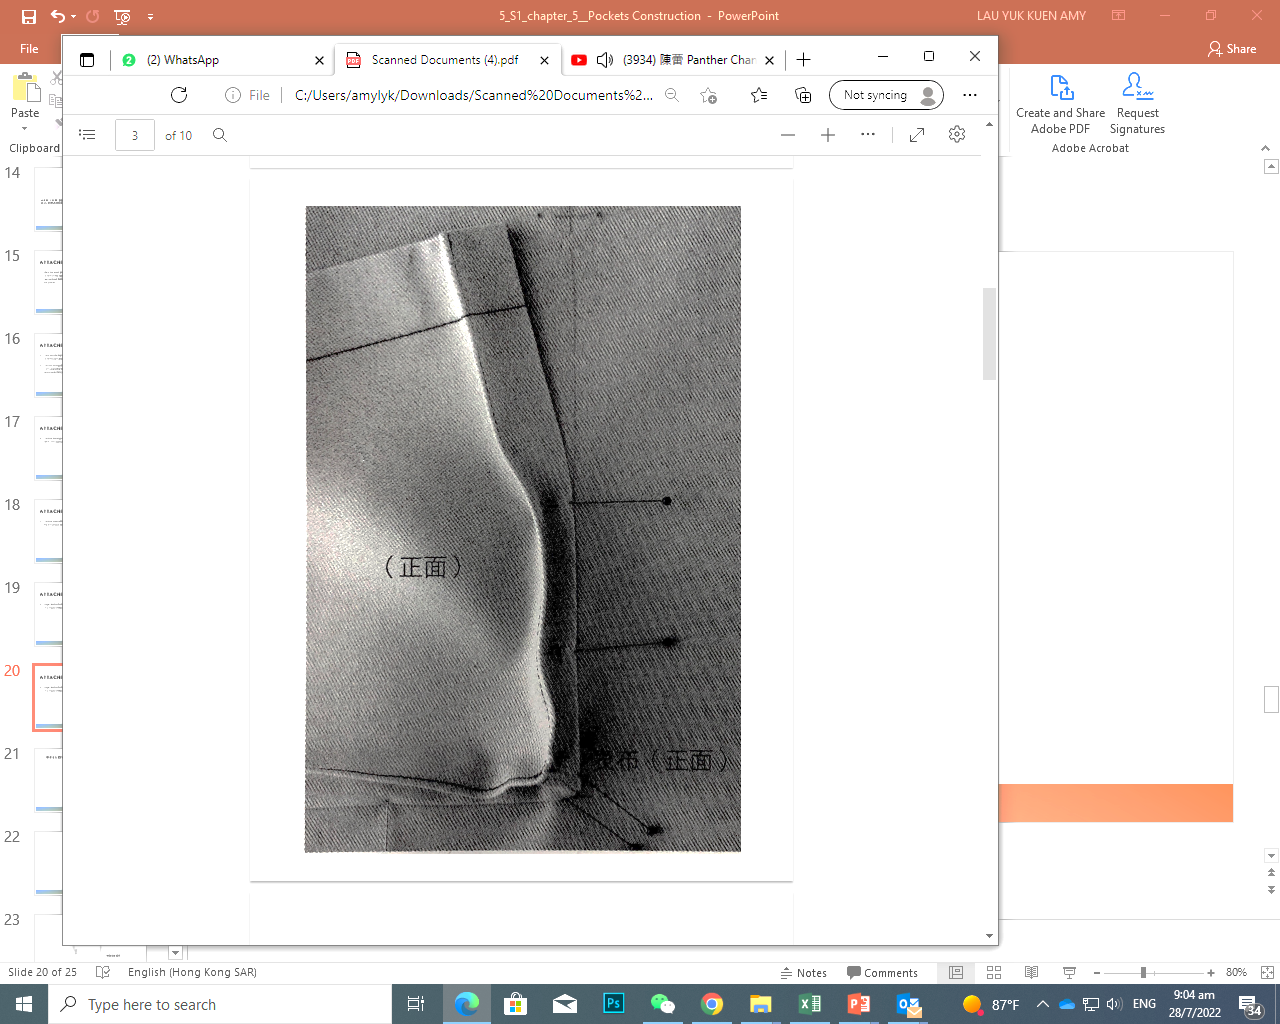 5_S1_chapter_5__Pockets Construction - PowerPoint
LAU YUK KUEN AMY
File
Share
(2) WhatsApp
Scanned Documents (4).pdf
(3934) 陳蕾 Panther Char
File
C:/Users/amylyk/Downloads/Scanned%20Documents%2...
Not syncing
3 of 10
Paste
Clipboard
Create and Share
Adobe PDF
Request
Signatures
Adobe Acrobat
14
15
16
17
18
19
20
21
22
23
（正面）
表布（正面）
Slide 20 of 25
English (Hong Kong SAR)
Notes
Comments
80%
Type here to search
87°F
ENG
9:04 am
28/7/2022
34